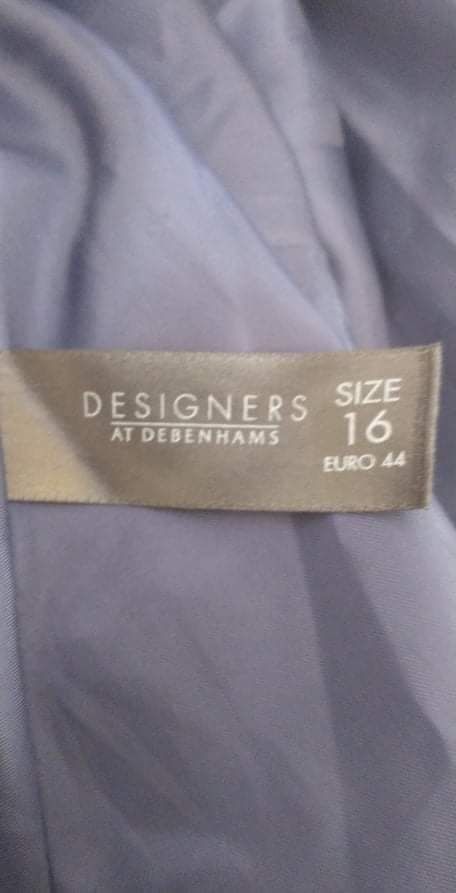 DESIGNERS
AT DEBENHAMS
SIZE
16
EURO 44